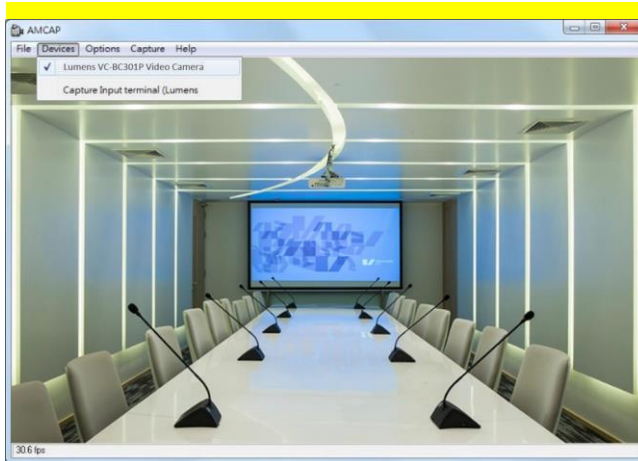 AMCAP
File Devices Options Capture Help
✓ Lumens VC-BC301P Video Camera
Capture Input terminal (Lumens
30.6 fps